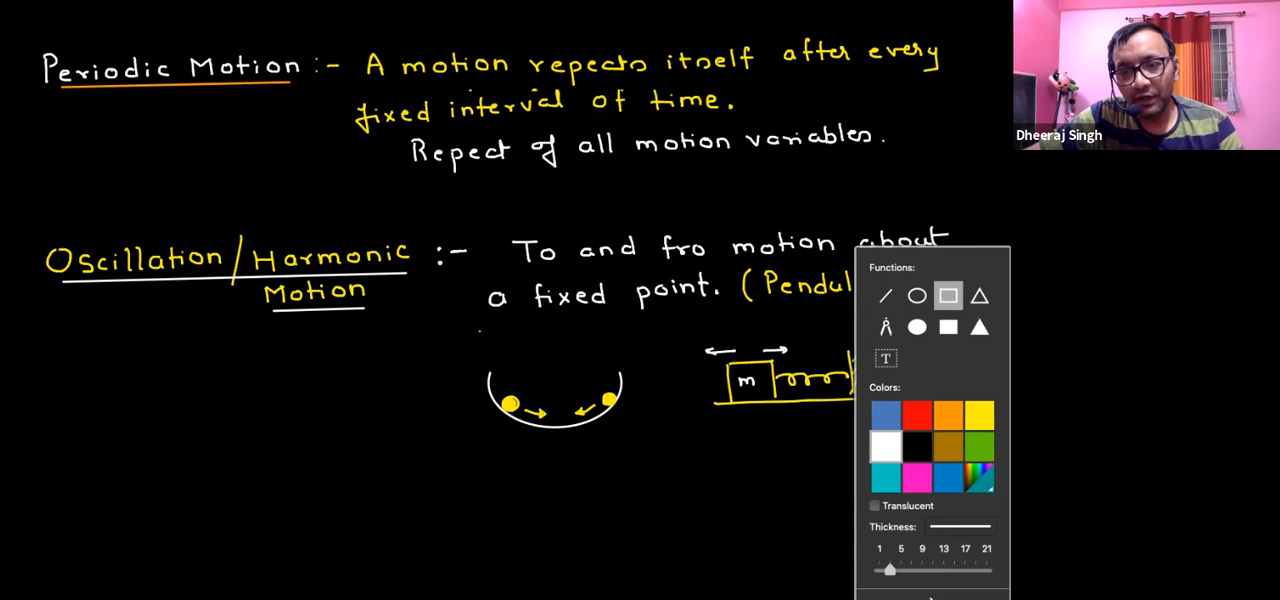 Periodic Motion :- A motion repeats itself after every
fixed interval of time.
Repeat of all motion variables.
Dheeraj Singh
Oscillation/Harmonic Motion :- To and fro motion about
a fixed point. (Pendul
m
Functions:
T
Colors:
Translucent
Thickness:
1 5 9 13 17 21